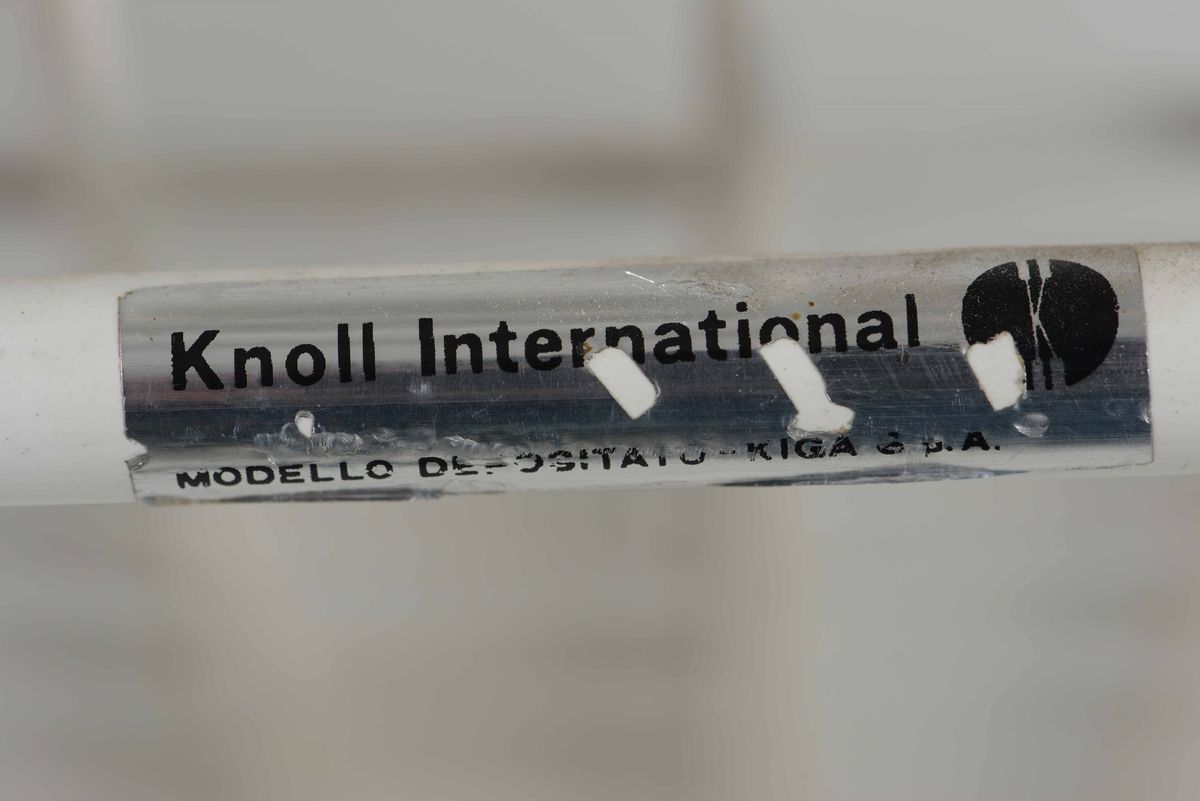 Knoll International
MODELLO DEPOSITATO - KIGA S.p.A.